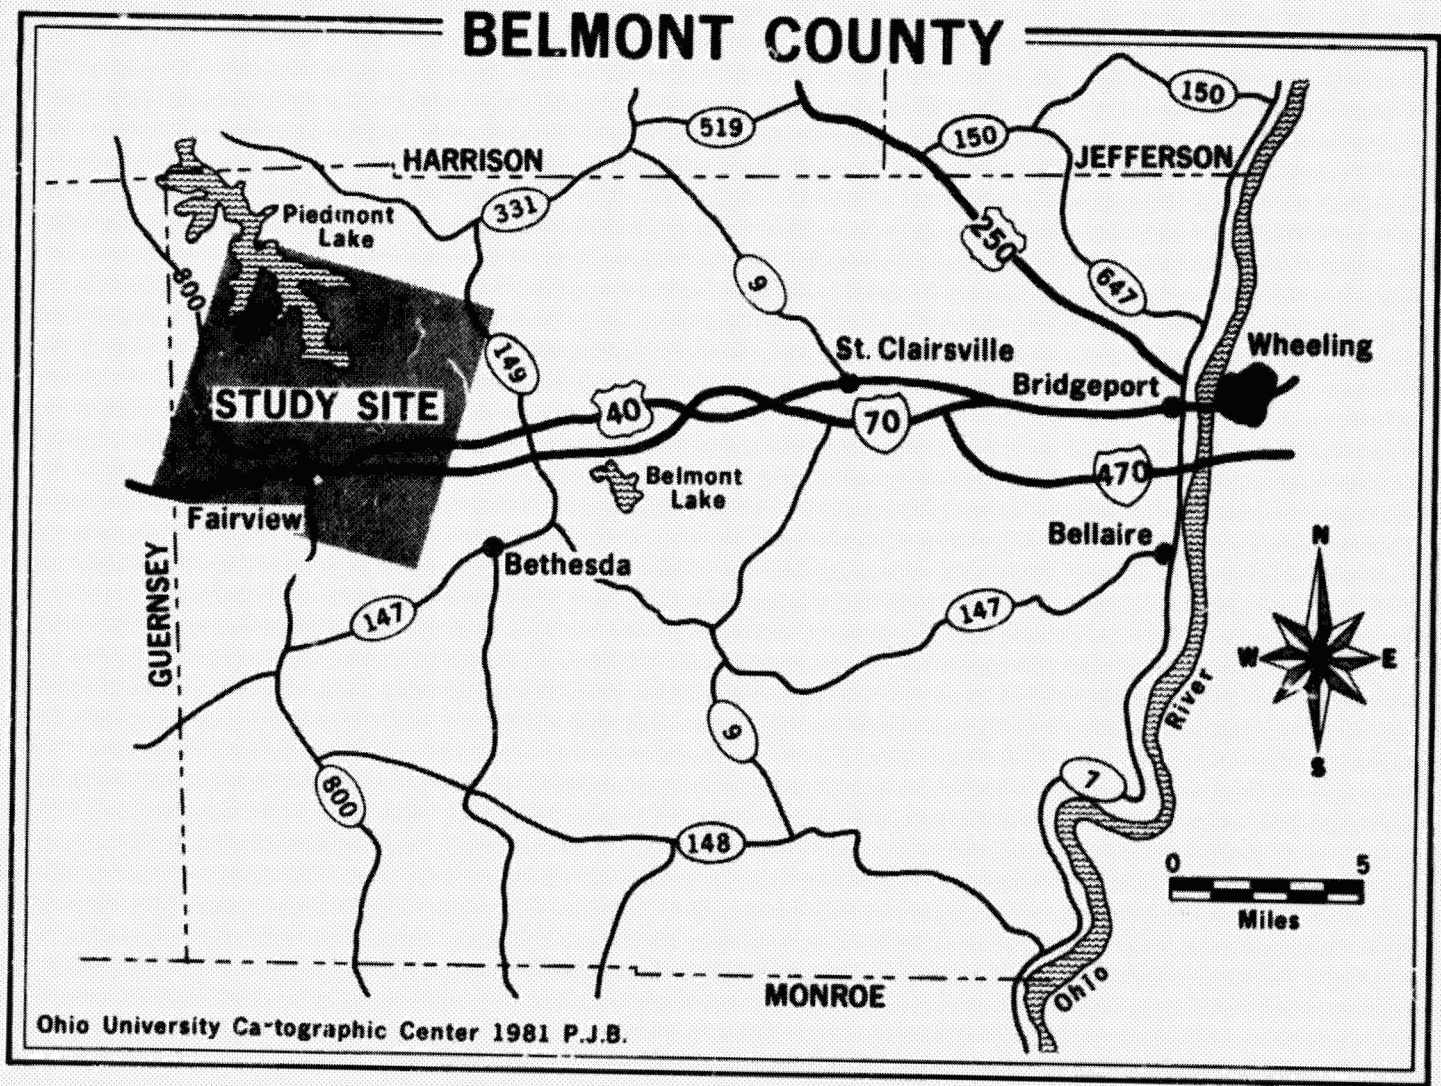 BELMONT COUNTY
150
519
150
HARRISON
JEFFERSON
331
Piedmont
Lake
250
800
9
647
St. Clairsville
Wheeling
149
Bridgeport
STUDY SITE
40
70
Belmont
Lake
470
Fairview
Bellaire
N
Bethesda
GUERNSEY
147
147
W
E
River
9
S
7
800
148
0 5
Miles
MONROE
Ohio
Ohio University Cartographic Center 1981 P.J.B.